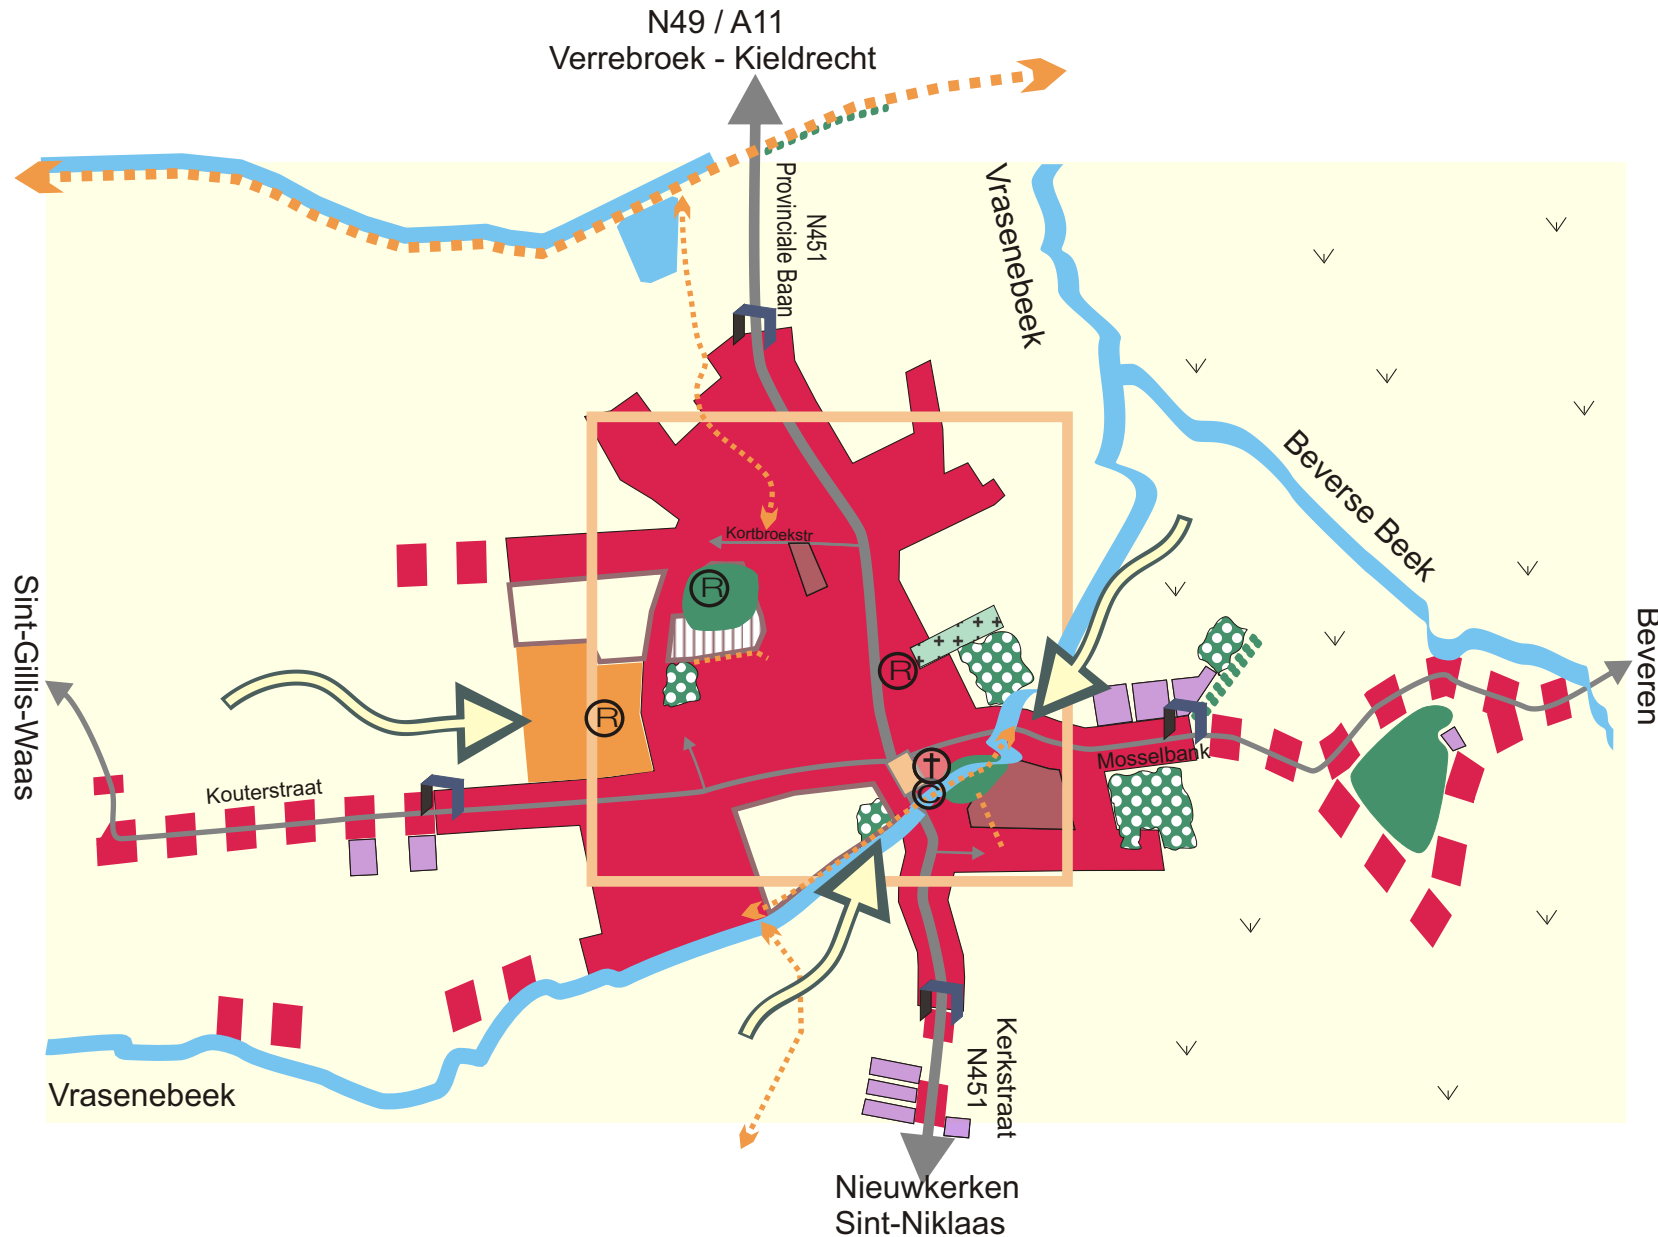 N49 / A11
Verrebroek - Kieldrecht
N451
Provinciale Baan
Vrasenebeek
Beverse Beek
Kortbroekstr
R
R
R
Sint-Gillis-Waas
Beveren
Mosselbank
Kouterstraat
C
Vrasenebeek
Kerkstraat
N451
Nieuwkerken
Sint-Niklaas